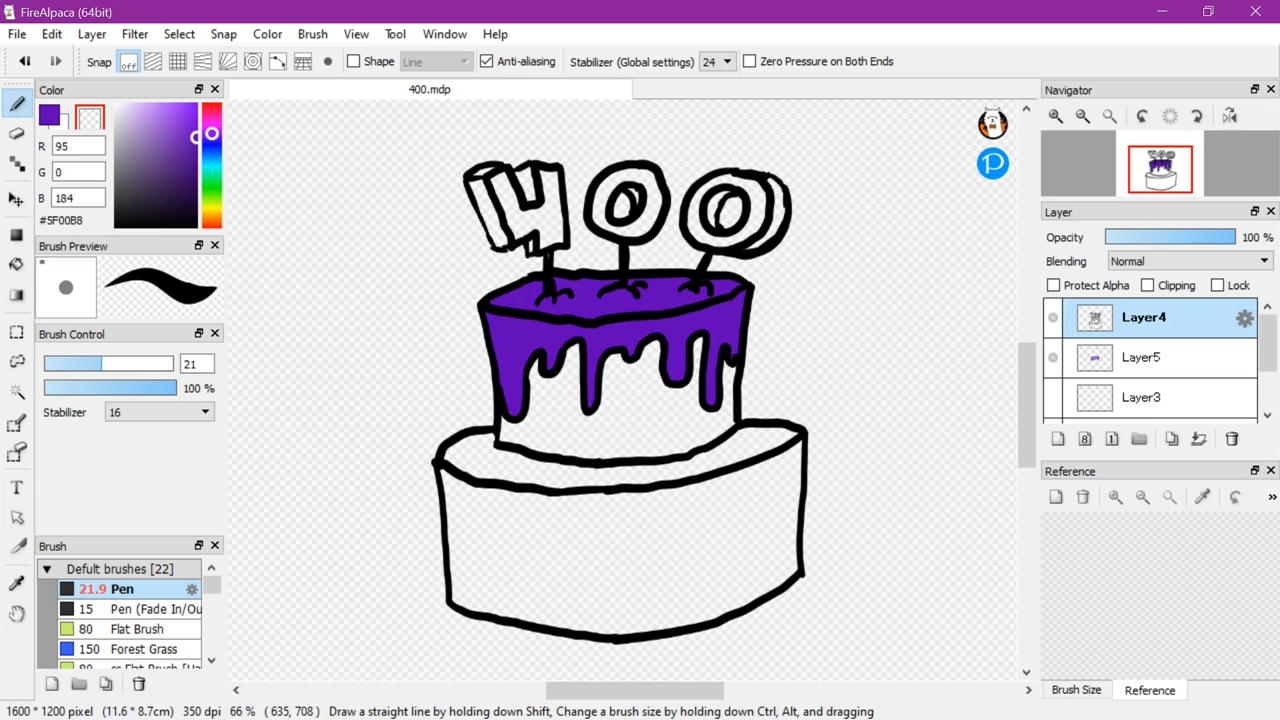 FireAlpaca (64bit)
File Edit Layer Filter Select Snap Color Brush View Tool Window Help
Snap off Shape Line Anti-aliasing Stabilizer (Global settings) 24 Zero Pressure on Both Ends
Color
R 95
G 0
B 184
#5F00B8
Brush Preview
*
Brush Control
21
100 %
Stabilizer 16
Brush
Defult brushes [22]
21.9 Pen
15 Pen (Fade In/Ou
80 Flat Brush
150 Forest Grass
400.mdp
400
P
Navigator
Layer
Opacity 100 %
Blending Normal
Protect Alpha Clipping Lock
Layer4
Layer5
Layer3
8 1
Reference
»
Brush Size Reference
1600 * 1200 pixel (11.6 * 8.7cm) 350 dpi 66 % ( 635, 708 ) Draw a straight line by holding down Shift, Change a brush size by holding down Ctrl, Alt, and dragging